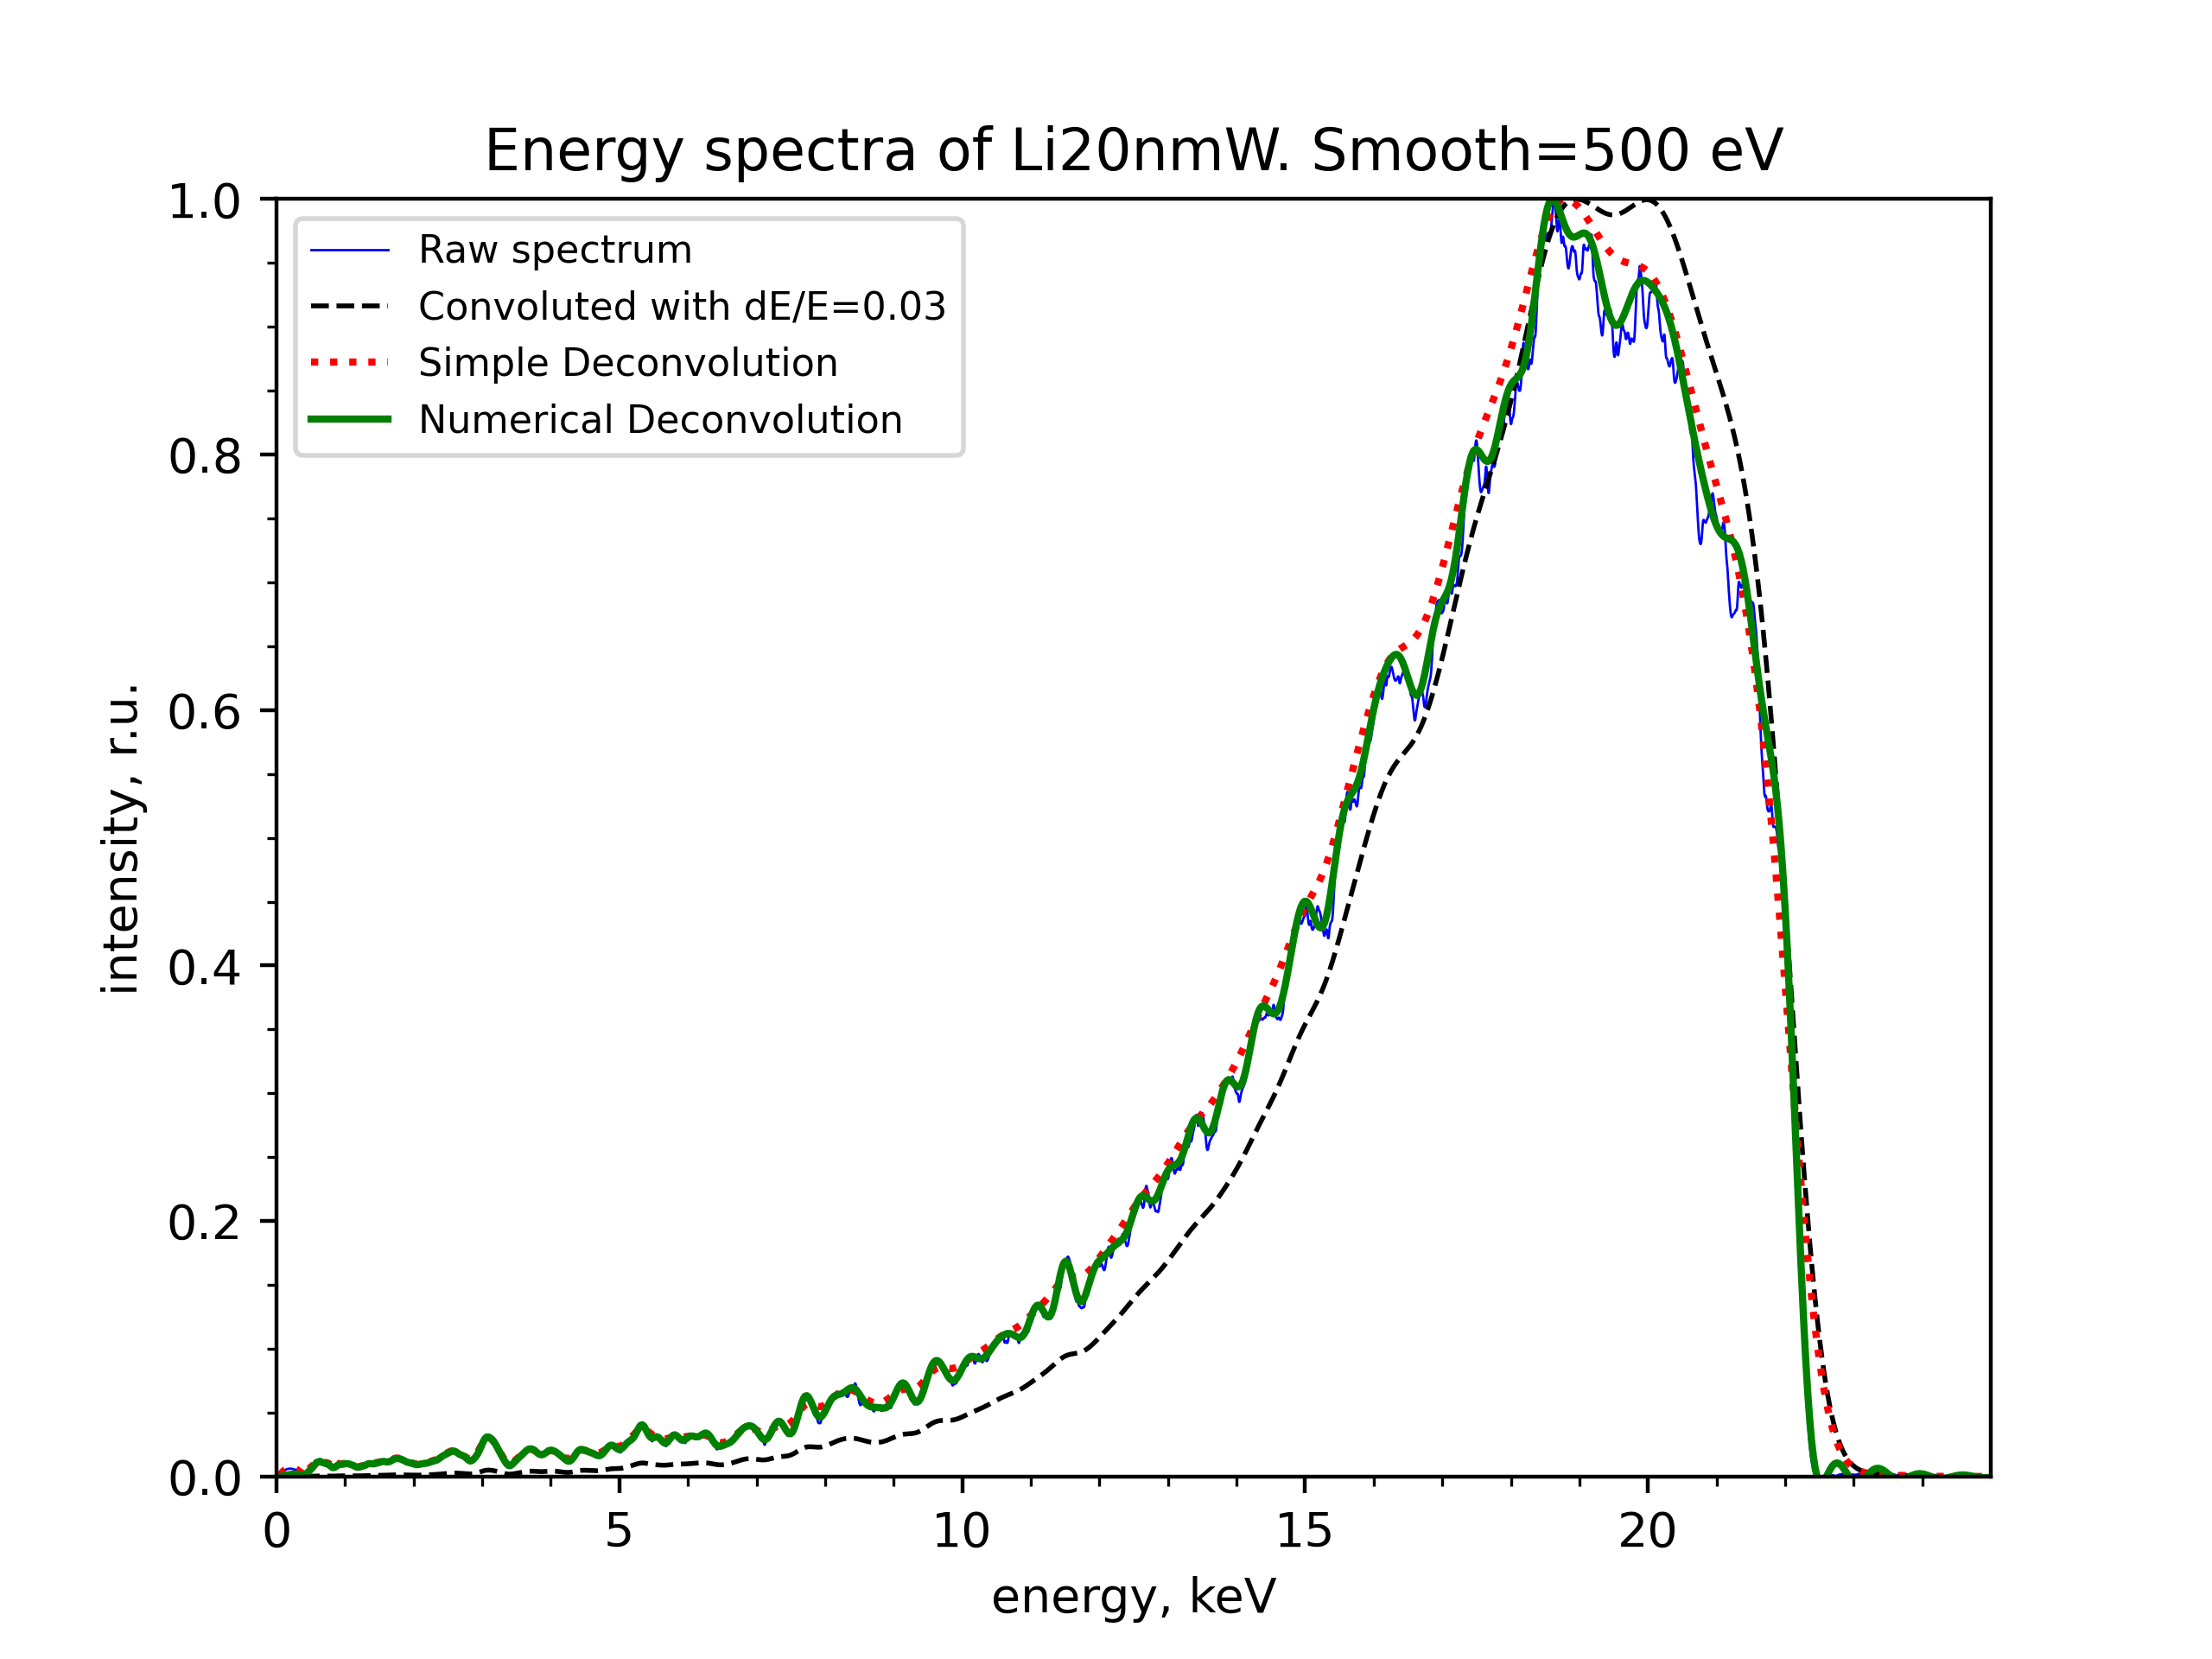 Energy spectra of Li20nmW. Smooth=500 eV
Raw spectrum
Convoluted with dE/E=0.03
Simple Deconvolution
Numerical Deconvolution
intensity, r.u.
1.0
0.8
0.6
0.4
0.2
0.0
0 5 10 15 20
energy, keV